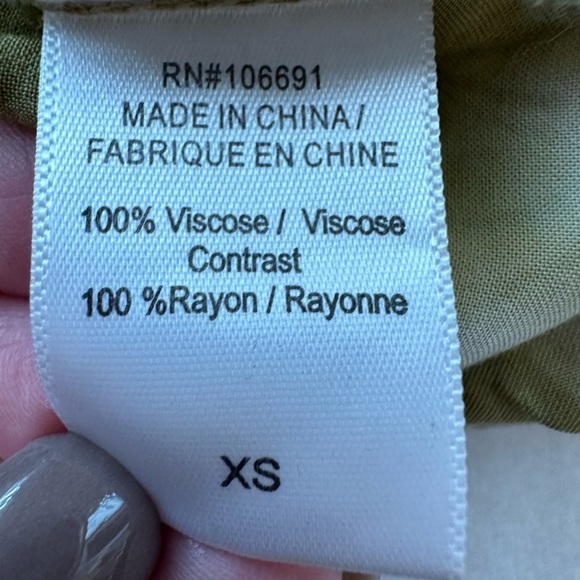 RN#106691
MADE IN CHINA/
FABRIQUE EN CHINE
100% Viscose / Viscose
Contrast
100 %Rayon / Rayonne
XS